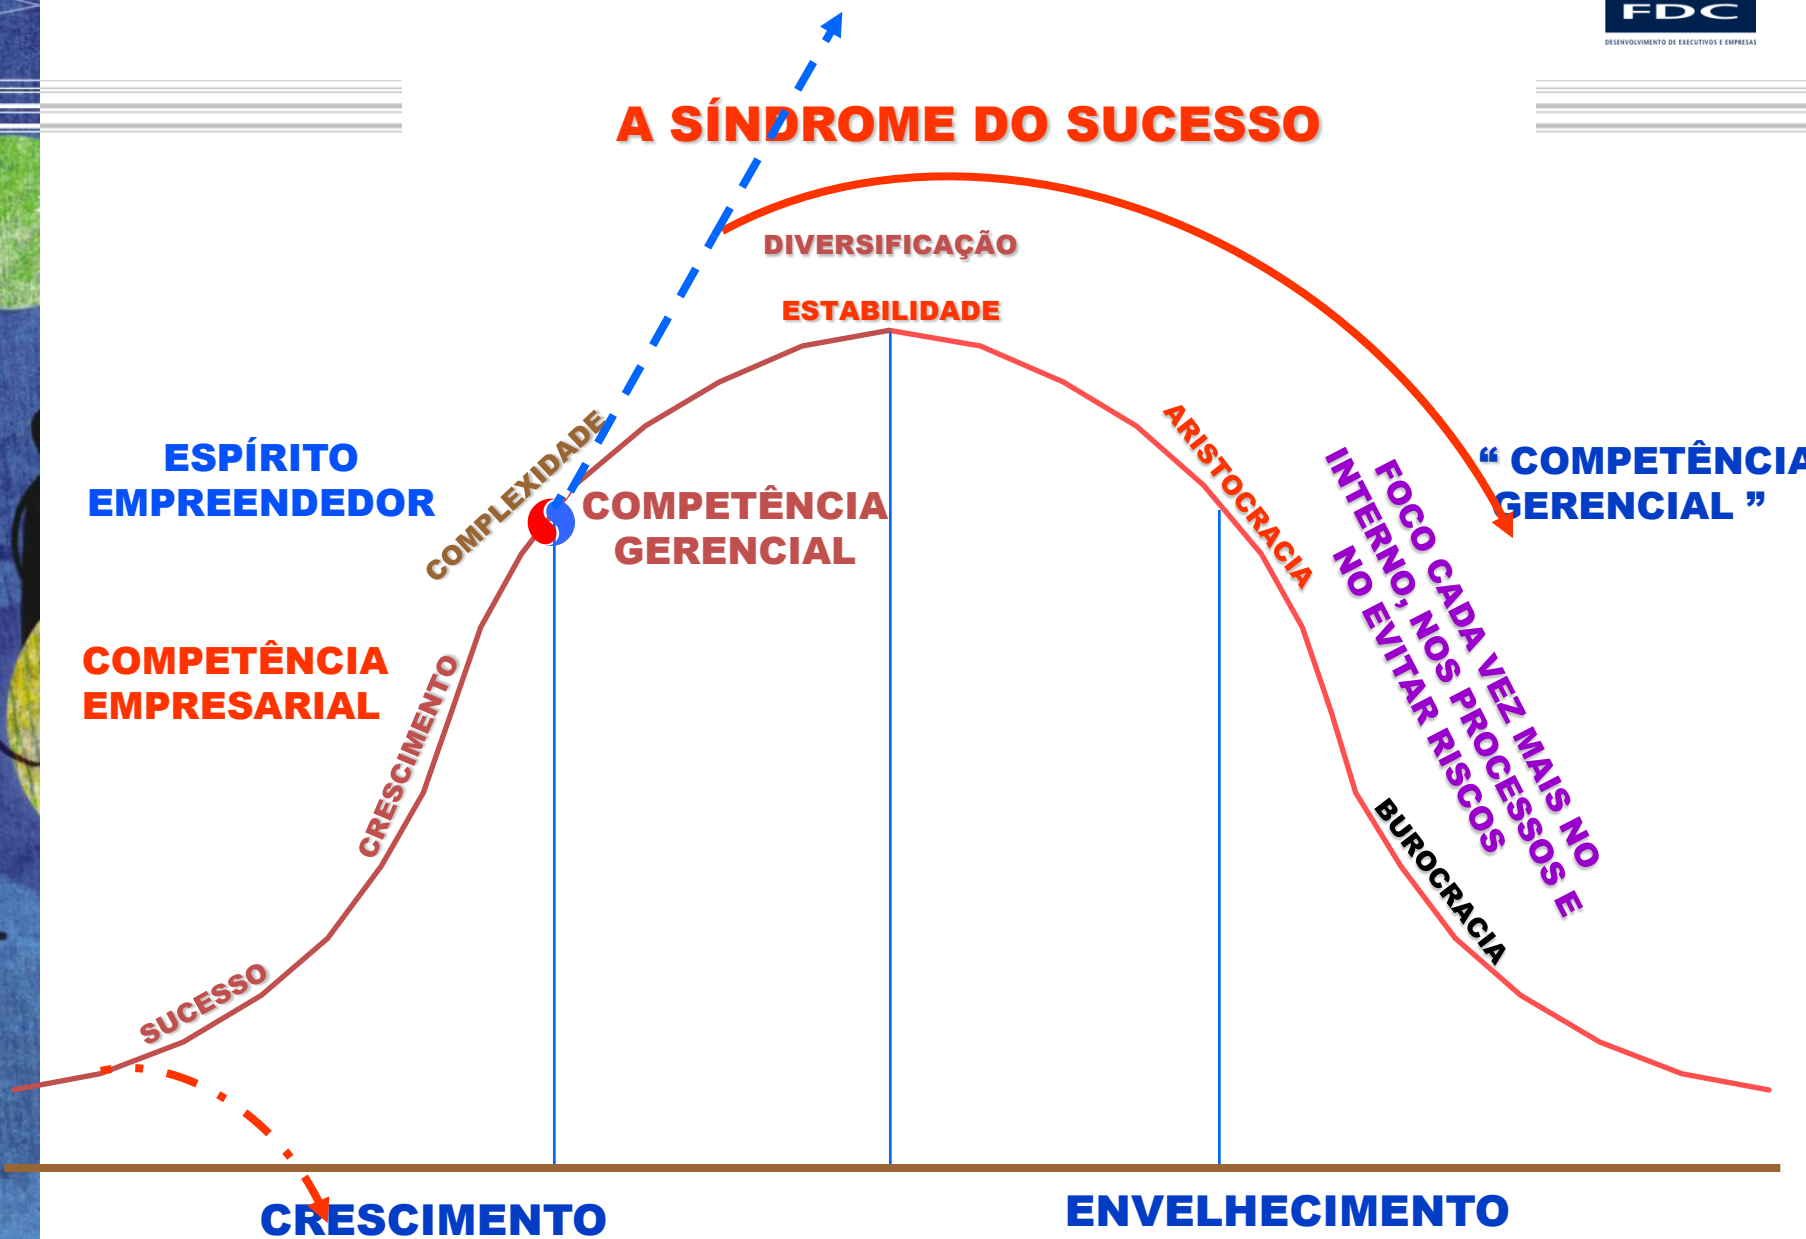 FDC
DESENVOLVIMENTO DE EXECUTIVOS E EMPRESAS
A SÍNDROME DO SUCESSO
DIVERSIFICAÇÃO
ESTABILIDADE
ESPÍRITO
EMPREENDEDOR
COMPLEXIDADE
COMPETÊNCIA
GERENCIAL
ARISTOCRACIA
“ COMPETÊNCIA
GERENCIAL ”
FOCO CADA VEZ MAIS NO
INTERNO, NOS PROCESSOS E
NO EVITAR RISCOS
COMPETÊNCIA
EMPRESARIAL
CRESCIMENTO
BUROCRACIA
SUCESSO
CRESCIMENTO
ENVELHECIMENTO